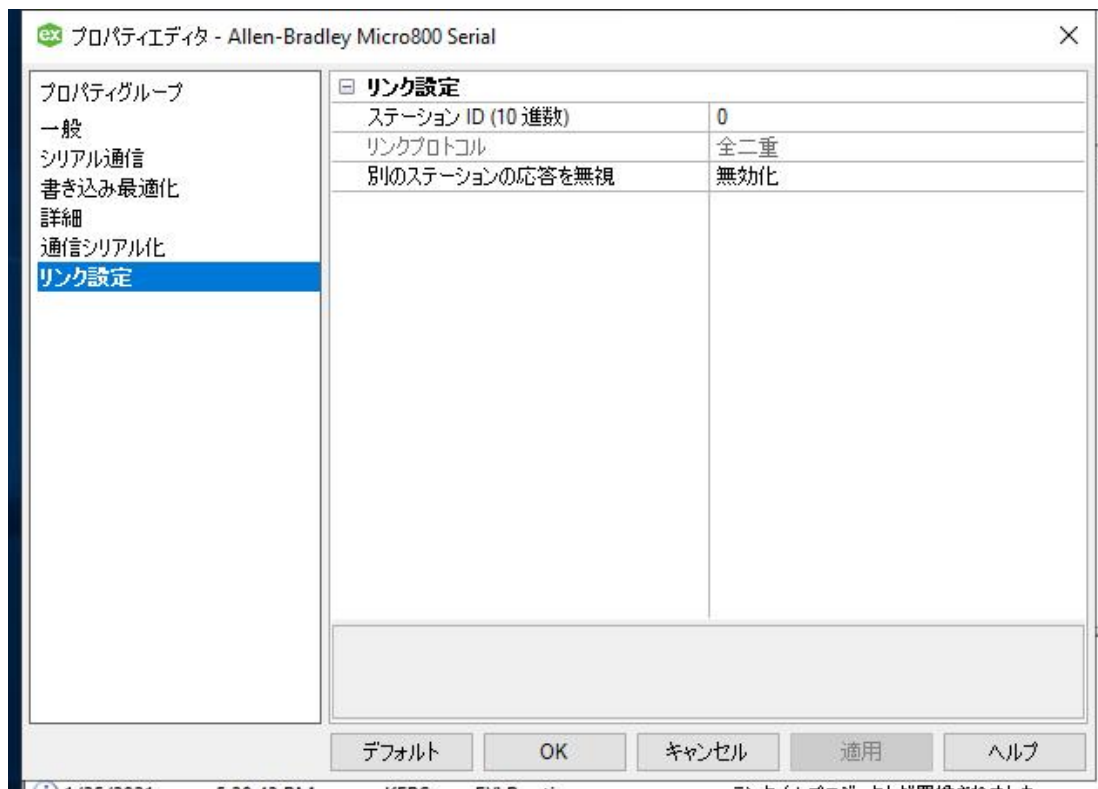 ex プロパティエディタ - Allen-Bradley Micro800 Serial
プロパティグループ
一般
シリアル通信
書き込み最適化
詳細
通信シリアル化
リンク設定
リンク設定
ステーション ID (10 進数) 0
リンクプロトコル 全二重
別のステーションの応答を無視 無効化
デフォルト OK キャンセル 適用 ヘルプ